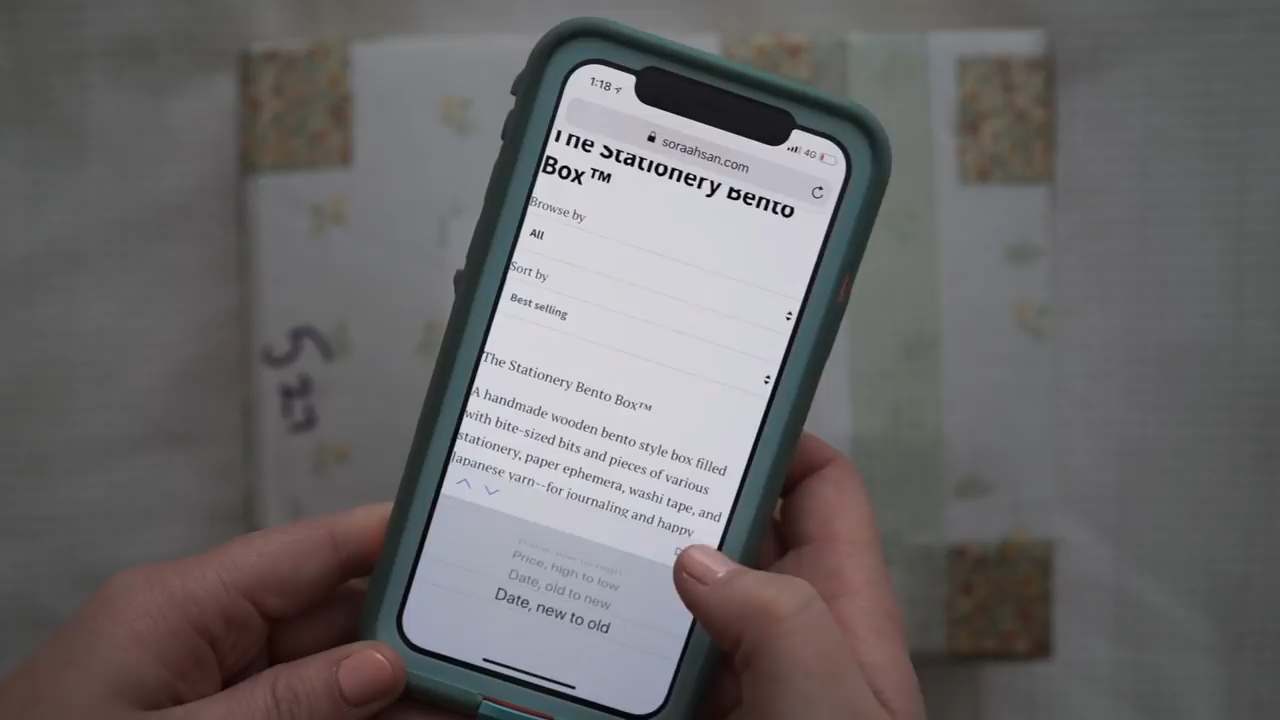 1:18
4G
soraahsan.com
The Stationery Bento
Box™
Browse by
All
Sort by
Best selling
The Stationery Bento Box™
A handmade wooden bento style box filled
with bite-sized bits and pieces of various
stationery, paper ephemera, washi tape, and
Japanese yarn--for journaling and happy
Price, high to low
Date, old to new
Date, new to old